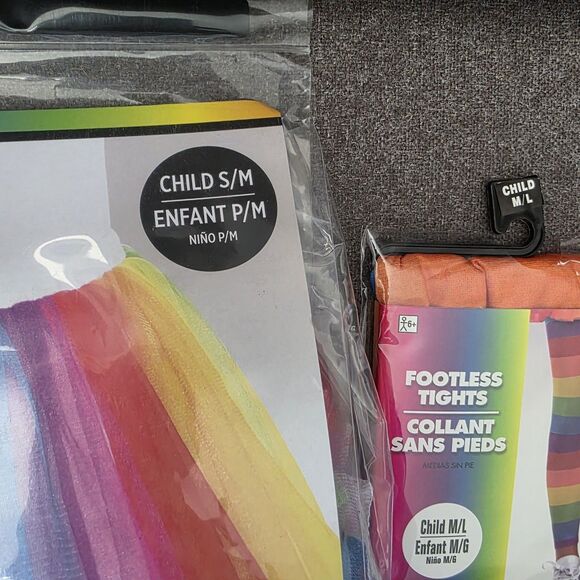 CHILD S/M
ENFANT P/M
NIÑO P/M
CHILD
M/L
6+
FOOTLESS
TIGHTS
COLLANT
SANS PIEDS
MEDIAS SIN PIE
Child M/L
Enfant M/G
Niño M/G